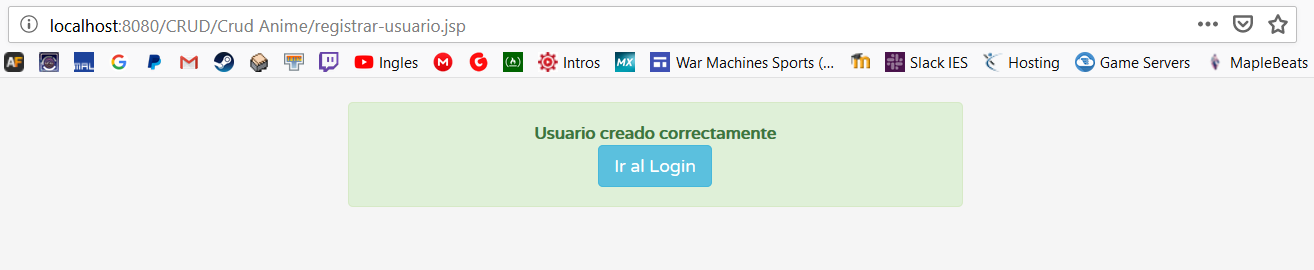 localhost:8080/CRUD/Crud Anime/registrar-usuario.jsp
AF MAL G Ingles M G Intros MX War Machines Sports (... Slack IES Hosting Game Servers MapleBeats
Usuario creado correctamente
Ir al Login